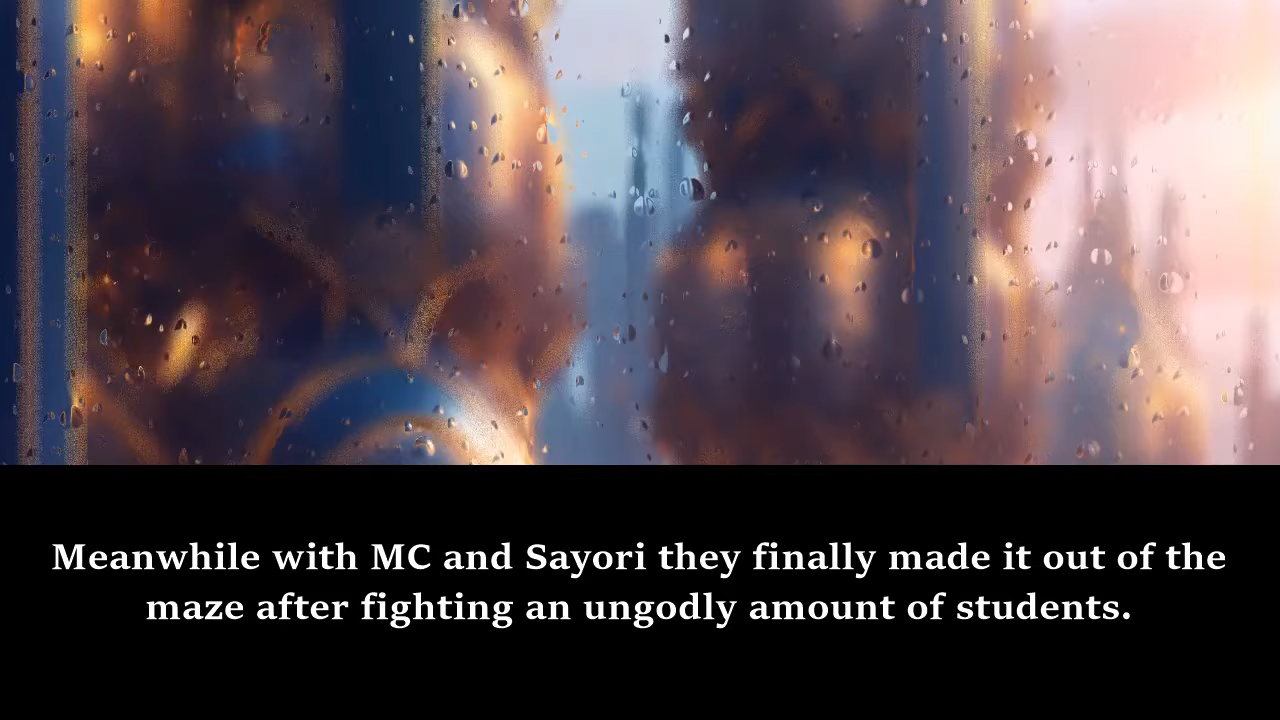 Meanwhile with MC and Sayori they finally made it out of the
maze after fighting an ungodly amount of students.